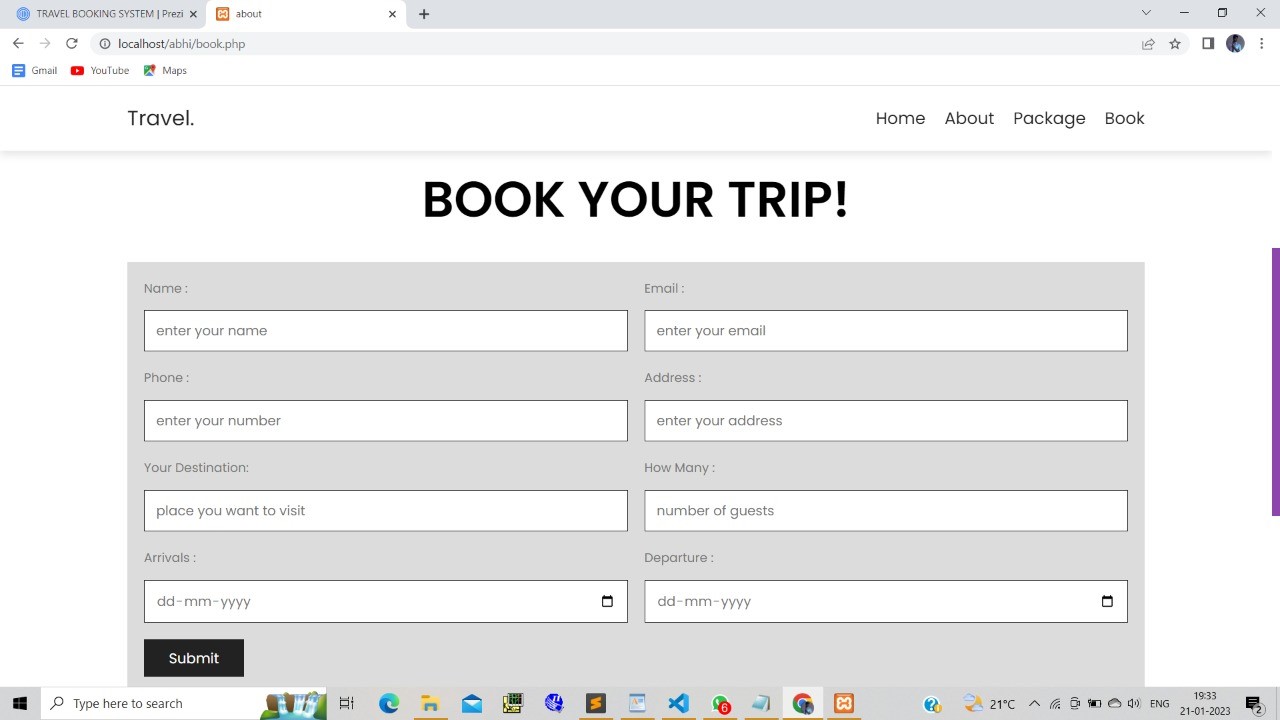 TRAVEL BOOKING SYSTEM | Prezi
about
localhost/abhi/book.php
Gmail
YouTube
Maps
Travel.
Home About Package Book
BOOK YOUR TRIP!
Name :
Email :
enter your name
enter your email
Phone :
Address :
enter your number
enter your address
Your Destination:
How Many :
place you want to visit
number of guests
Arrivals :
Departure :
dd-mm-yyyy
dd-mm-yyyy
Submit
Type here to search
6
21°C
ENG
19:33
21-01-2023
2